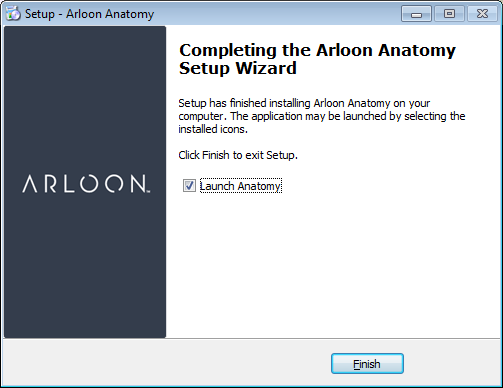 Setup - Arloon Anatomy
Completing the Arloon Anatomy
Setup Wizard
Setup has finished installing Arloon Anatomy on your
computer. The application may be launched by selecting the
installed icons.
Click Finish to exit Setup.
ARLOON™
Launch Anatomy
Finish